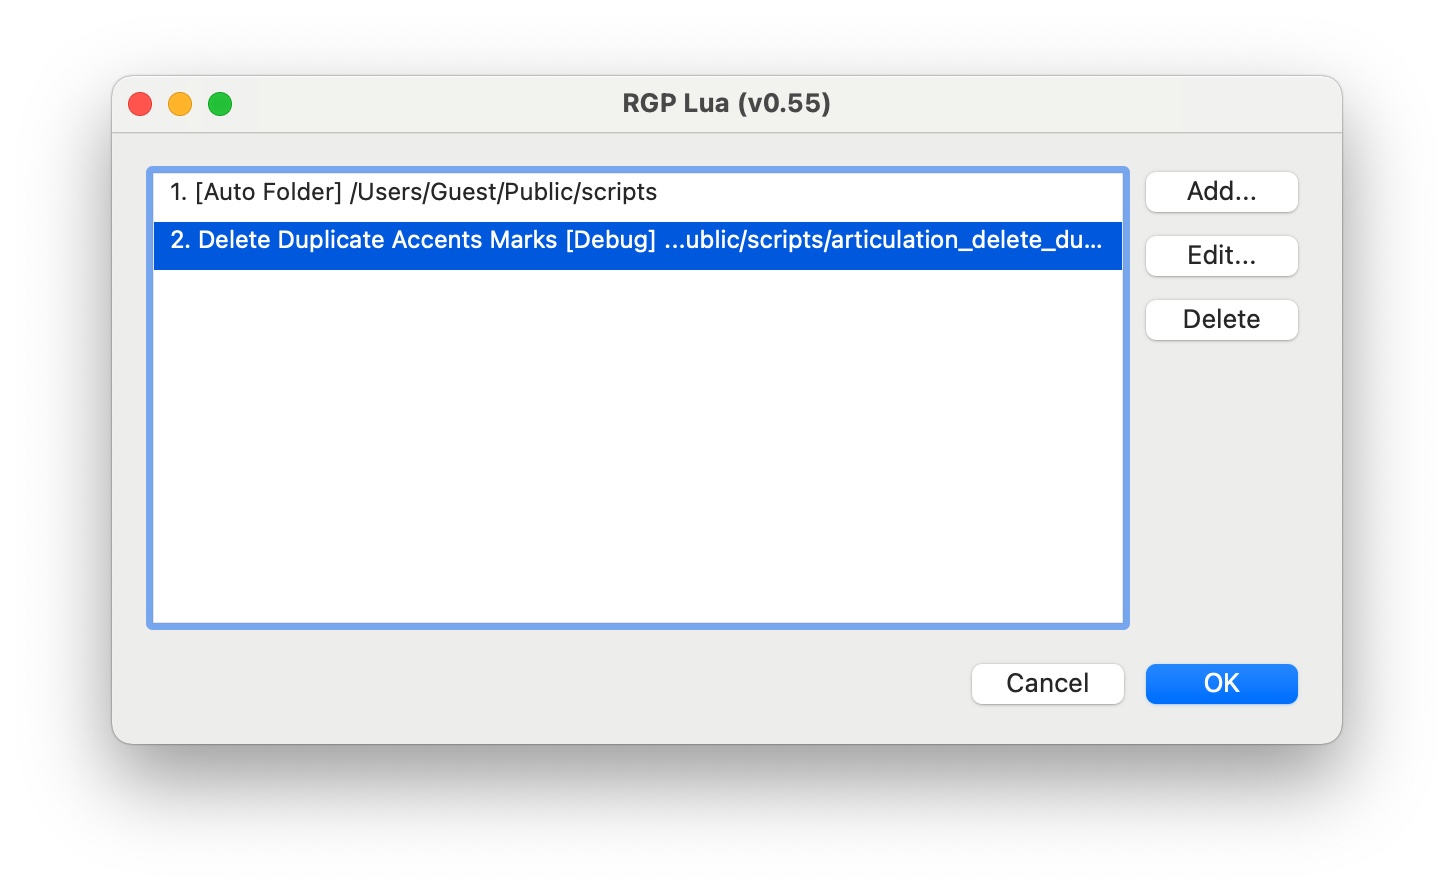 RGP Lua (v0.55)
1. [Auto Folder] /Users/Guest/Public/scripts
2. Delete Duplicate Accents Marks [Debug] ...ublic/scripts/articulation_delete_du...
Add...
Edit...
Delete
Cancel
OK